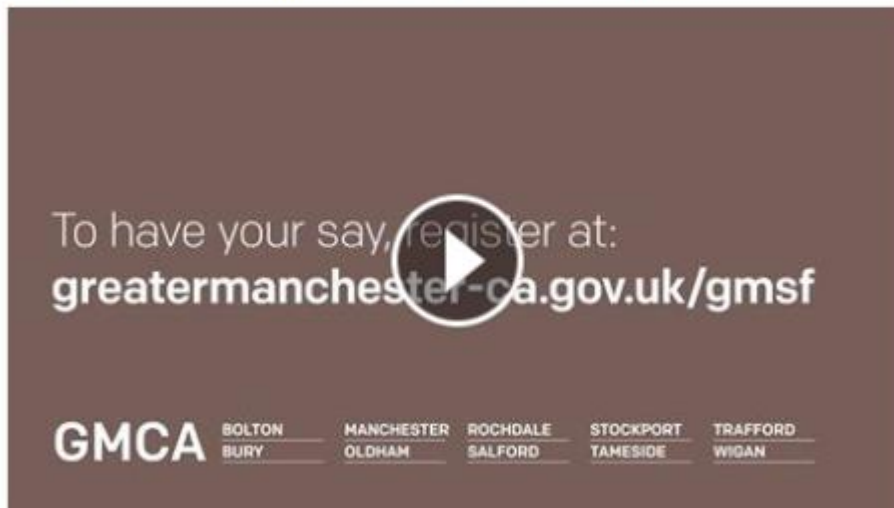 To have your say, register at:
greatermanchester-ca.gov.uk/gmsf
GMCA
BOLTON MANCHESTER ROCHDALE STOCKPORT TRAFFORD
BURY OLDHAM SALFORD TAMESIDE WIGAN